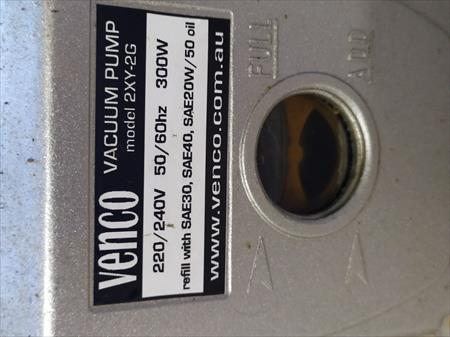 venco
VACUUM PUMP
model 2XY-2G
220/240V 50/60hz 300W
refill with SAE30, SAE40, SAE20W/50 oil
www.venco.com.au
FULL
ADD